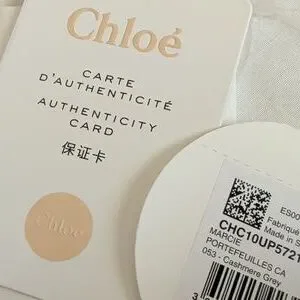 Chloé
CARTE
D'AUTHENTICITÉ
AUTHENTICITY
CARD
保证卡
Chloé
ES00
Fabriqué
Made in S
CHC10UP5721
MARCIE
PORTEFEUILLES CA
053 - Cashmere Grey
3